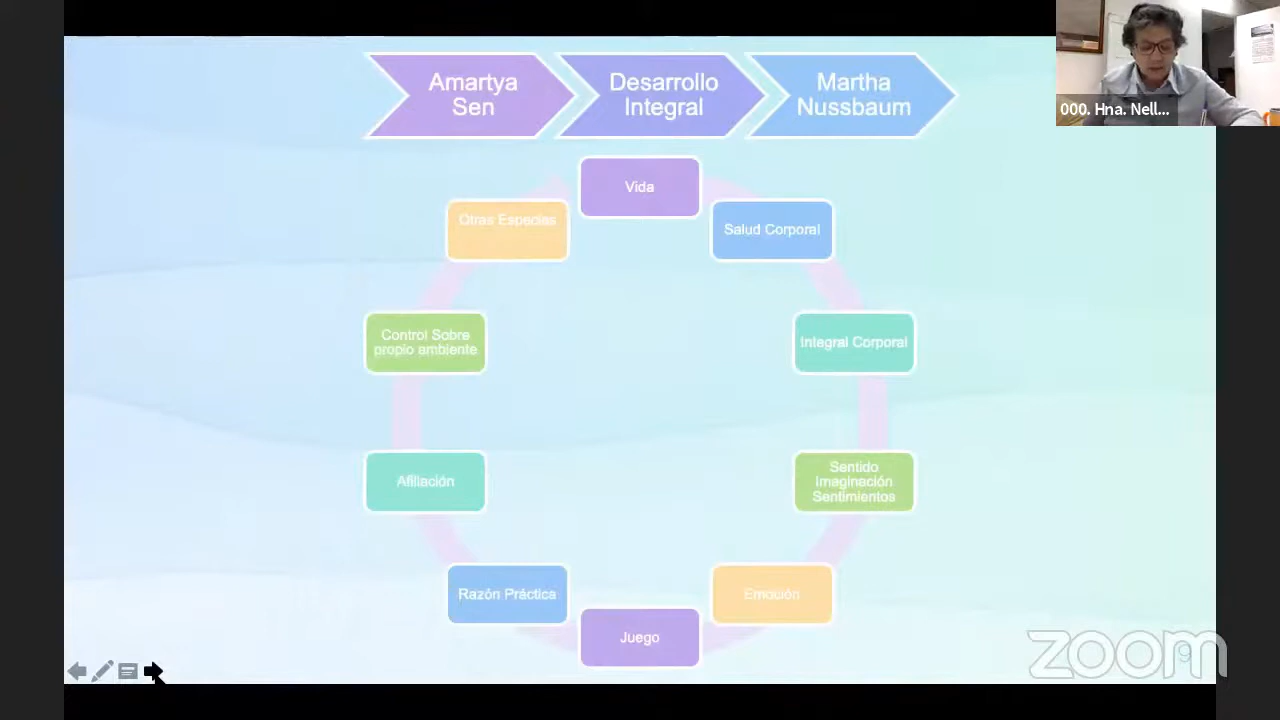 Amartya
Sen
Desarrollo
Integral
Martha
Nussbaum
000. Hna. Nell...
Vida
Otras Especies
Salud Corporal
Control Sobre
propio ambiente
Integral Corporal
Afiliación
Sentido
Imaginación
Sentimientos
Razón Práctica
Emoción
Juego
zoom
9